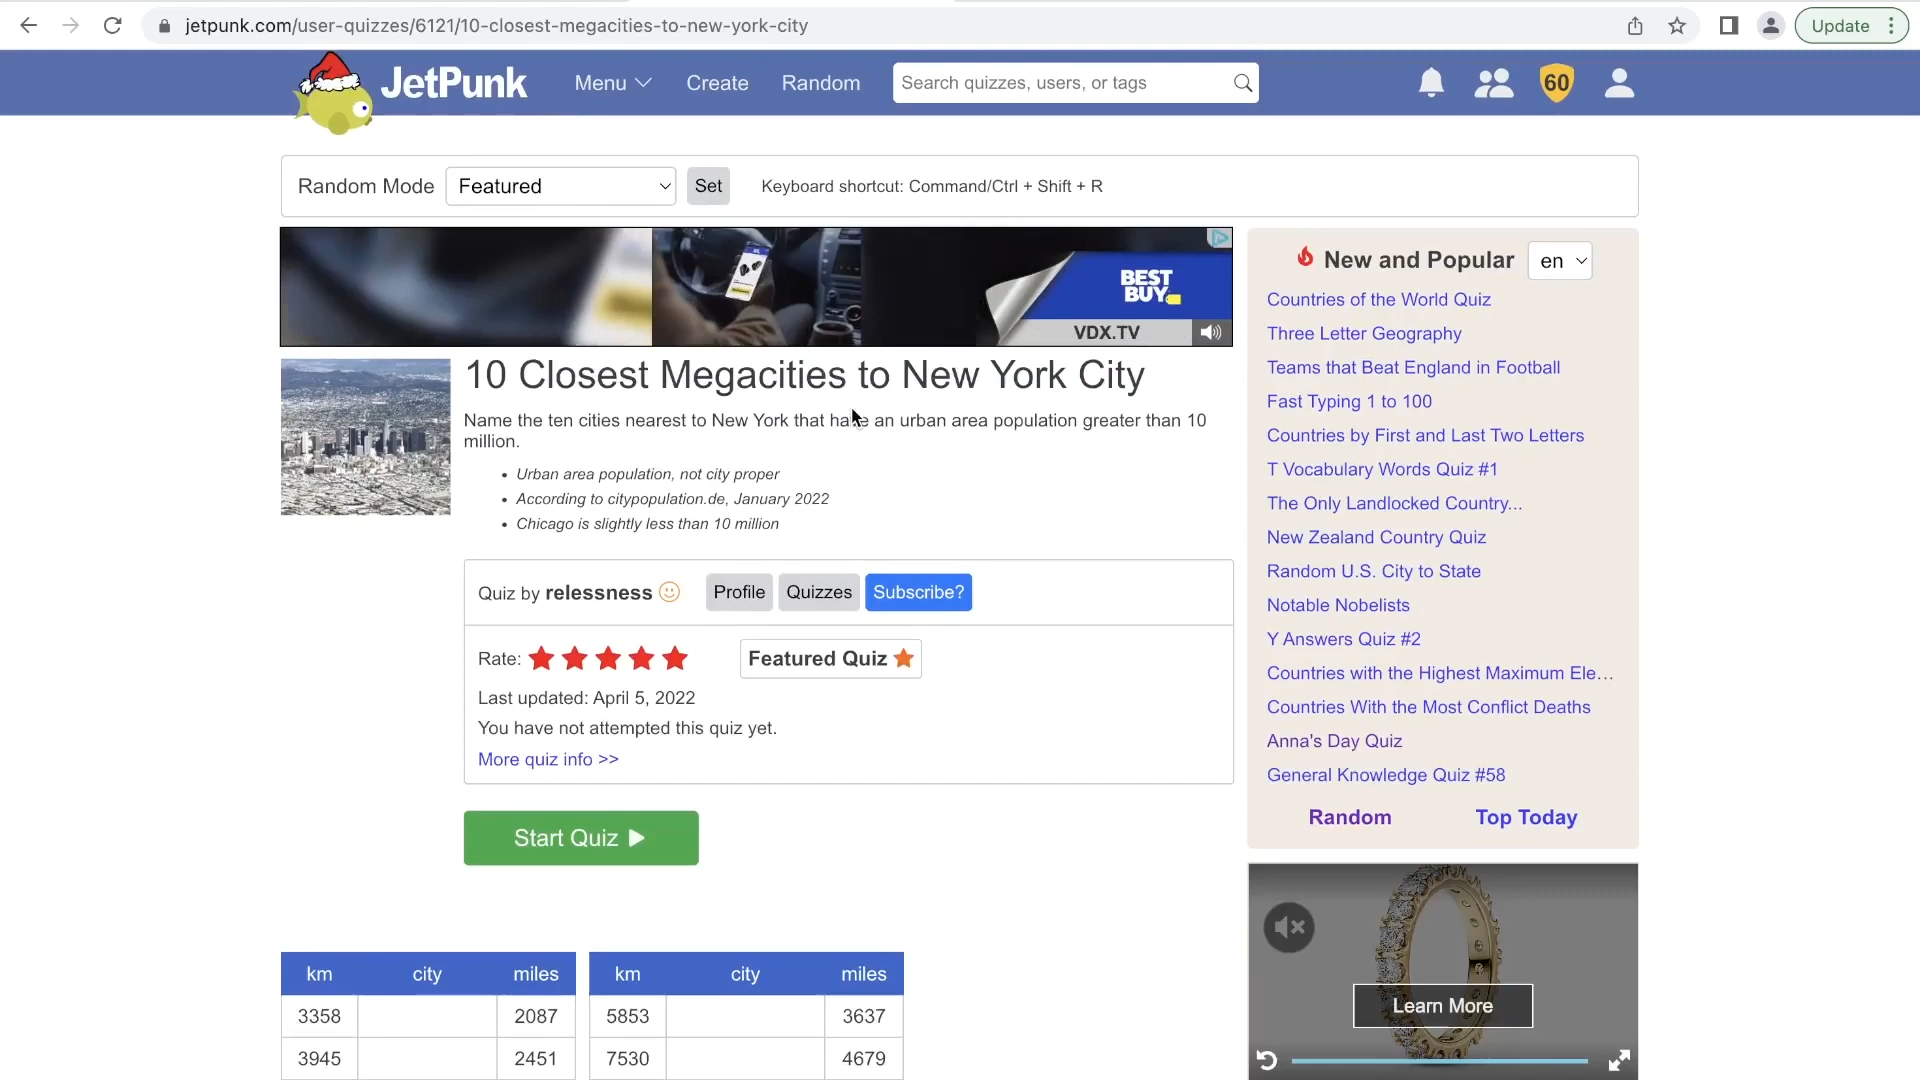 jetpunk.com/user-quizzes/6121/10-closest-megacities-to-new-york-city
Update
JetPunk
Menu
Create
Random
Search quizzes, users, or tags
60
Random Mode
Featured
Set
Keyboard shortcut: Command/Ctrl + Shift + R
BEST
BUY
VDX.TV
10 Closest Megacities to New York City
Name the ten cities nearest to New York that have an urban area population greater than 10
million.
• Urban area population, not city proper
• According to citypopulation.de, January 2022
• Chicago is slightly less than 10 million
Quiz by relessness
Profile
Quizzes
Subscribe?
Rate:
Featured Quiz
Last updated: April 5, 2022
You have not attempted this quiz yet.
More quiz info >>
Start Quiz
km city miles km city miles
3358 2087 5853 3637
3945 2451 7530 4679
New and Popular
en
Countries of the World Quiz
Three Letter Geography
Teams that Beat England in Football
Fast Typing 1 to 100
Countries by First and Last Two Letters
T Vocabulary Words Quiz #1
The Only Landlocked Country...
New Zealand Country Quiz
Random U.S. City to State
Notable Nobelists
Y Answers Quiz #2
Countries with the Highest Maximum Ele...
Countries With the Most Conflict Deaths
Anna's Day Quiz
General Knowledge Quiz #58
Random
Top Today
Learn More